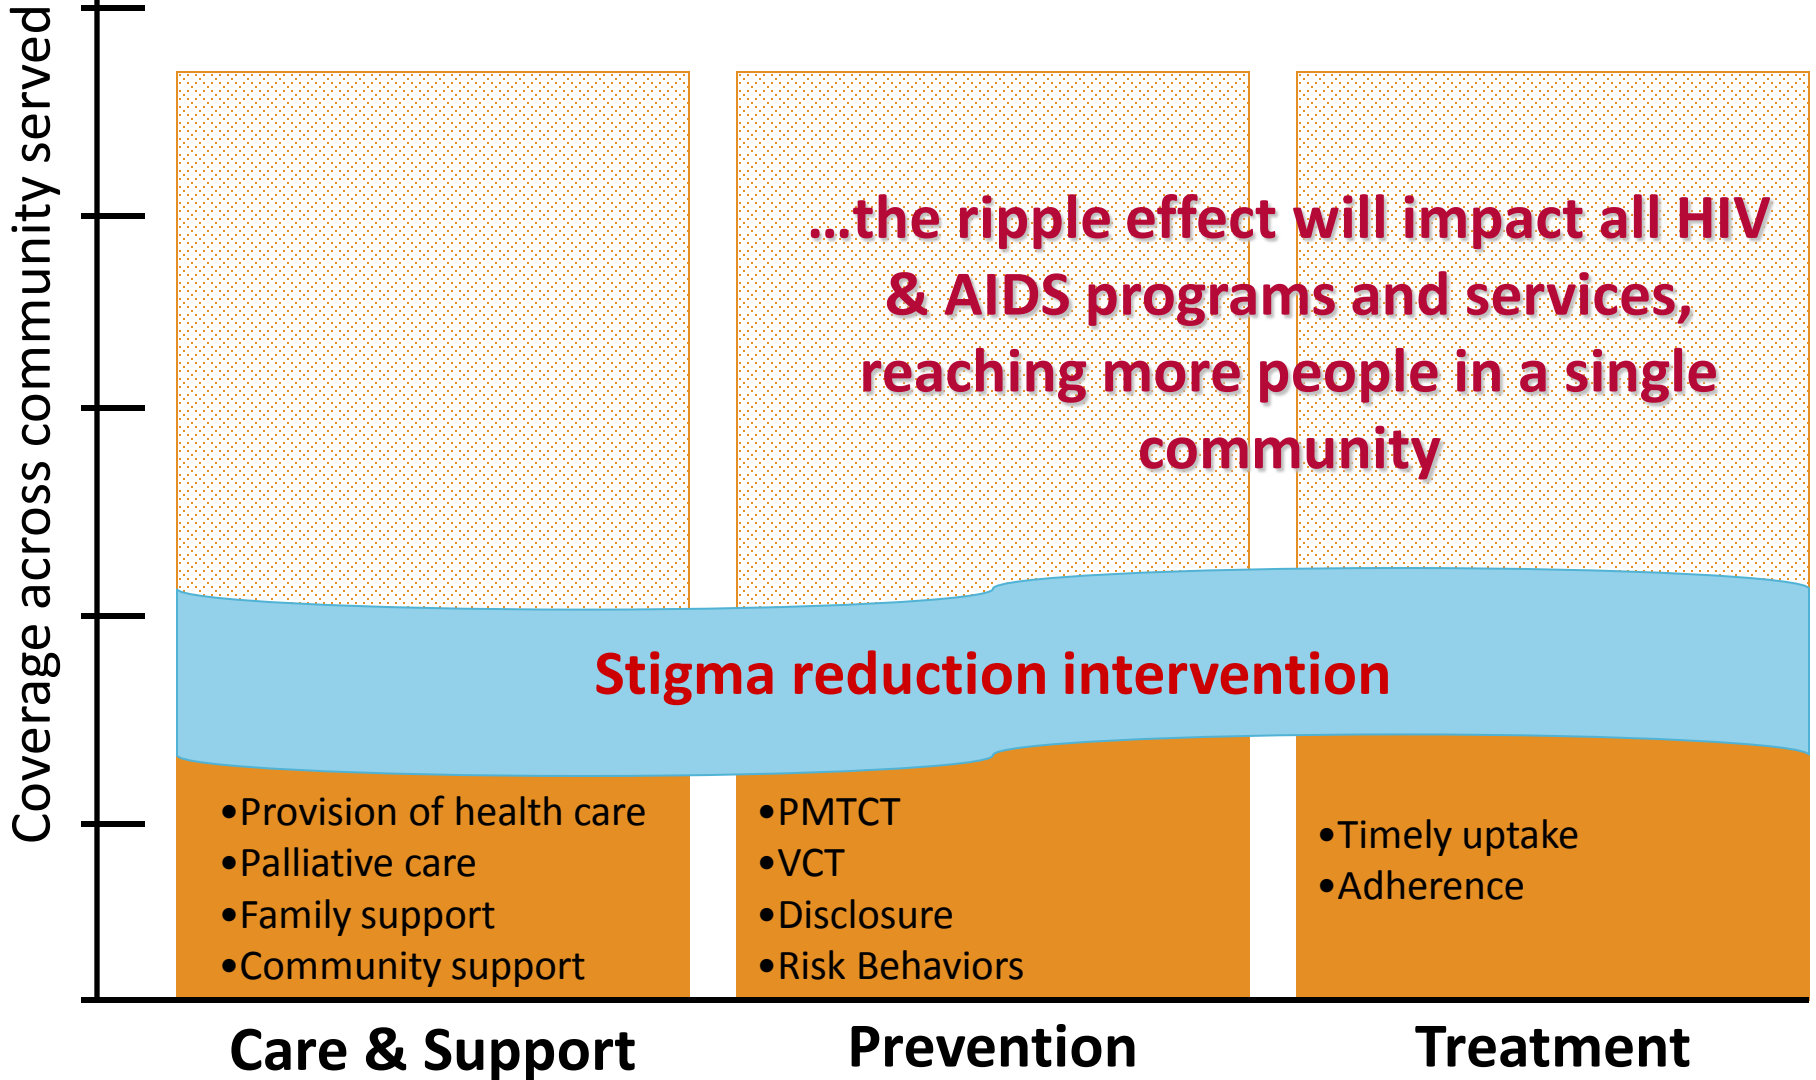 Coverage across community served
…the ripple effect will impact all HIV
& AIDS programs and services,
reaching more people in a single
community
Stigma reduction intervention
•Provision of health care
•Palliative care
•Family support
•Community support
•PMTCT
•VCT
•Disclosure
•Risk Behaviors
•Timely uptake
•Adherence
Care & Support
Prevention
Treatment